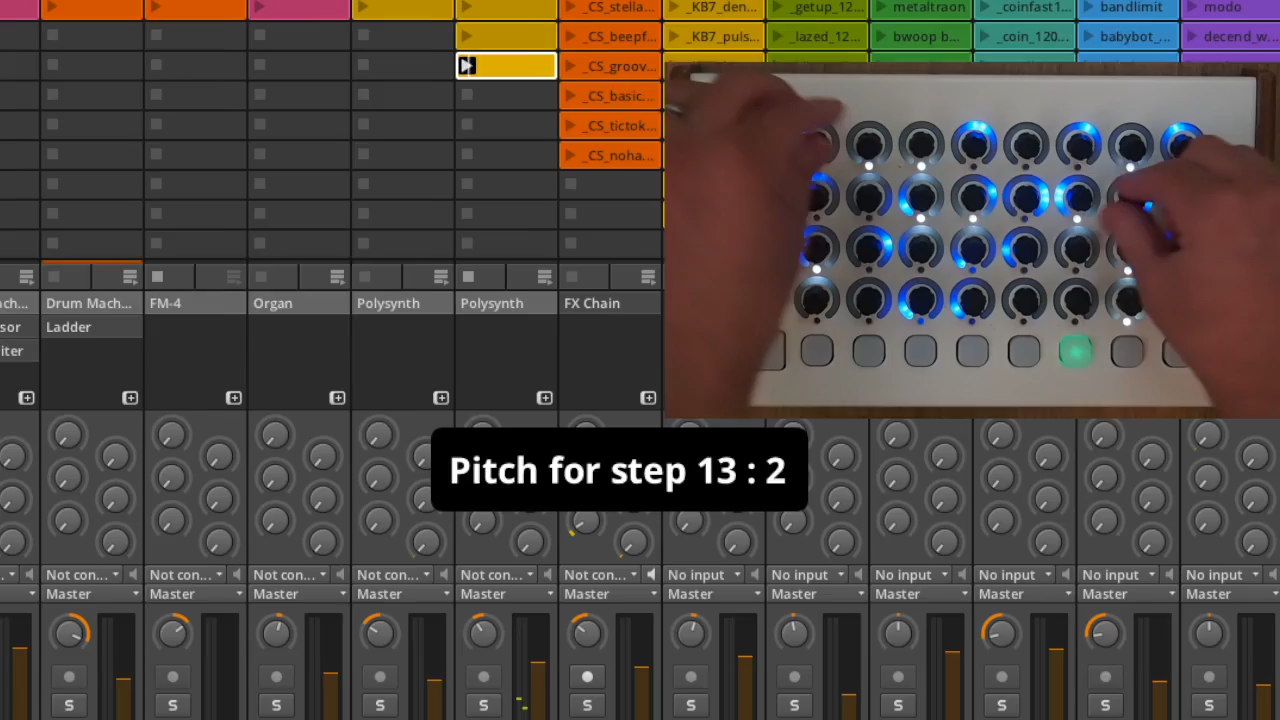 _CS_stella...
_KB7_den...
_getup_12...
metaltraon
_coinfast1...
bandlimit
modo
_CS_beepf...
_KB7_puls...
_lazed_12...
bwoop b...
_coin_120...
babybot_...
decend_w...
_CS_groov...
_CS_basic...
_CS_tictok...
_CS_noha...
ach...
Drum Mach...
FM-4
Organ
Polysynth
Polysynth
FX Chain
sor
Ladder
iter
Pitch for step 13 : 2
Not con...
Not con...
Not con...
Not con...
Not con...
Not con...
No input
No input
No input
No input
No input
No input
Master
Master
Master
Master
Master
Master
Master
Master
Master
Master
Master
Master
S
S
S
S
S
S
S
S
S
S
S
S